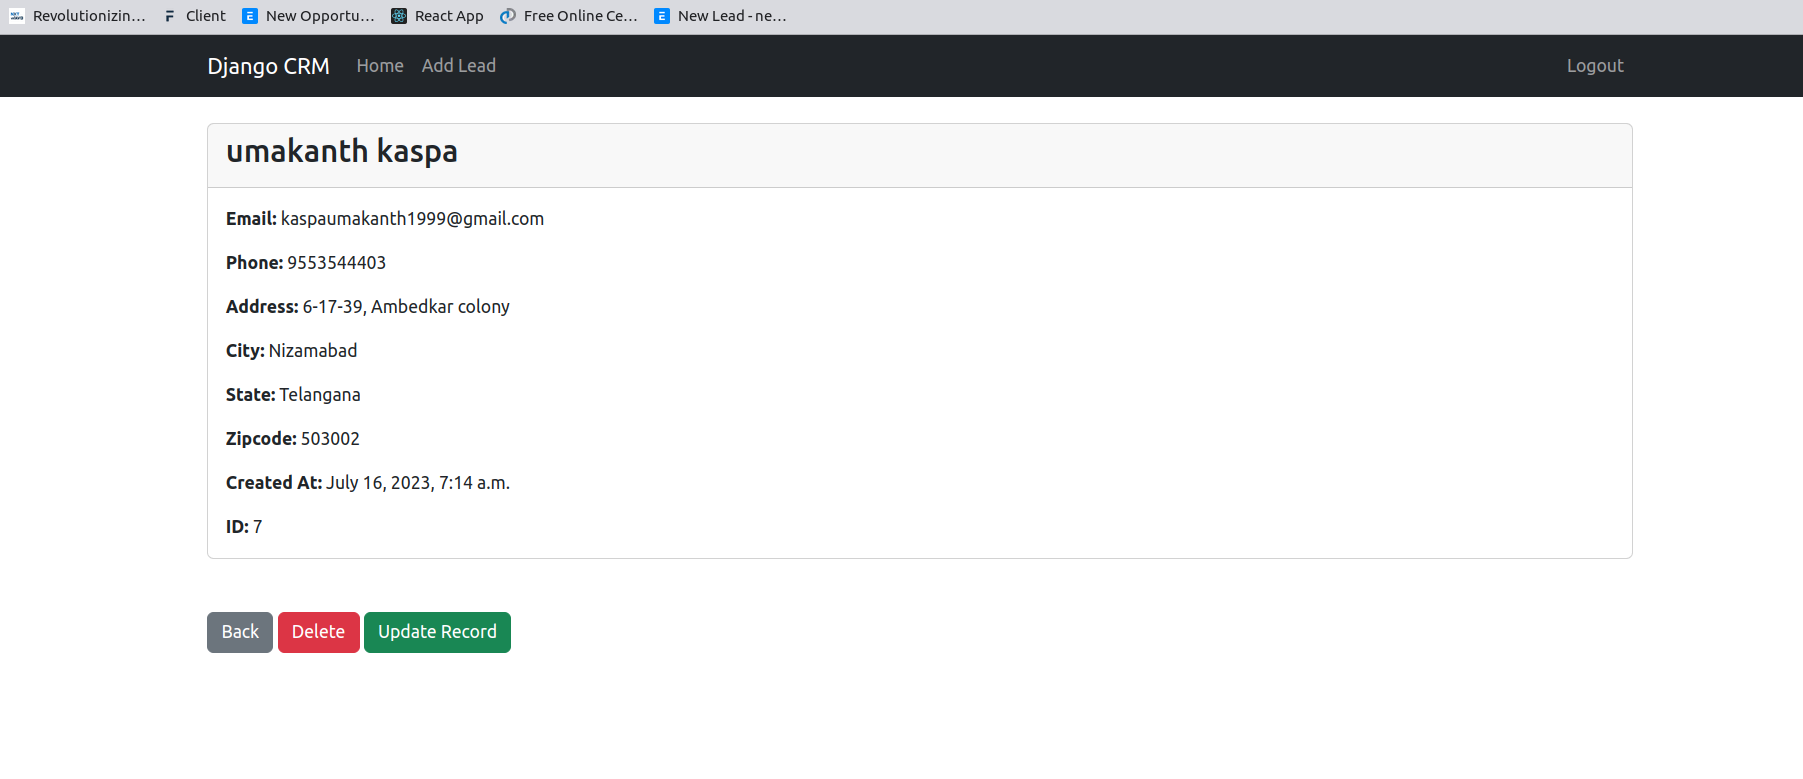 Revolutionizin... Client New Opportu... React App Free Online Ce... New Lead - ne...
Django CRM Home Add Lead Logout
umakanth kaspa
Email: kaspaumakanth1999@gmail.com
Phone: 9553544403
Address: 6-17-39, Ambedkar colony
City: Nizamabad
State: Telangana
Zipcode: 503002
Created At: July 16, 2023, 7:14 a.m.
ID: 7
Back Delete Update Record